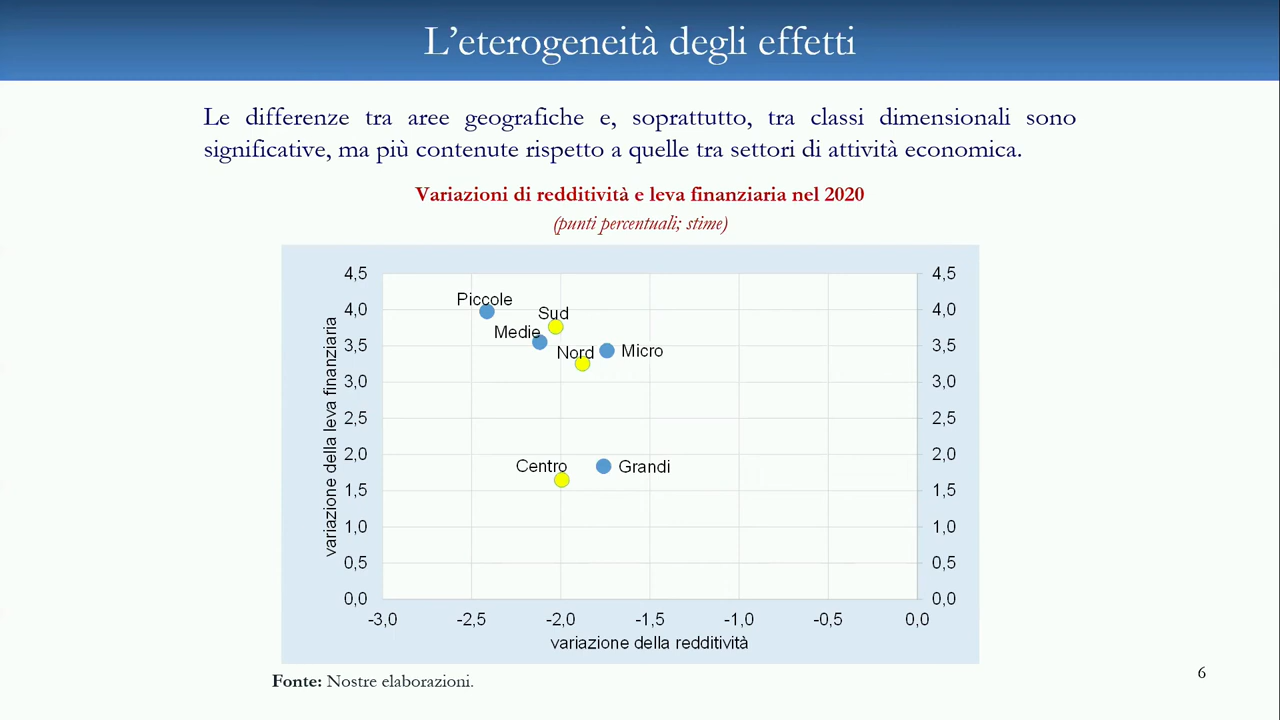 L'eterogeneità degli effetti
Le differenze tra aree geografiche e, soprattutto, tra classi dimensionali sono
significative, ma più contenute rispetto a quelle tra settori di attività economica.
Variazioni di redditività e leva finanziaria nel 2020
(punti percentuali; stime)
4,5 4,5
Piccole
4,0 Sud 4,0
Medie
3,5 Nord Micro 3,5
3,0 3,0
2,5 2,5
2,0 2,0
Centro Grandi
1,5 1,5
1,0 1,0
0,5 0,5
0,0 0,0
variazione della leva finanziaria
-3,0 -2,5 -2,0 -1,5 -1,0 -0,5 0,0
variazione della redditività
Fonte: Nostre elaborazioni.
6